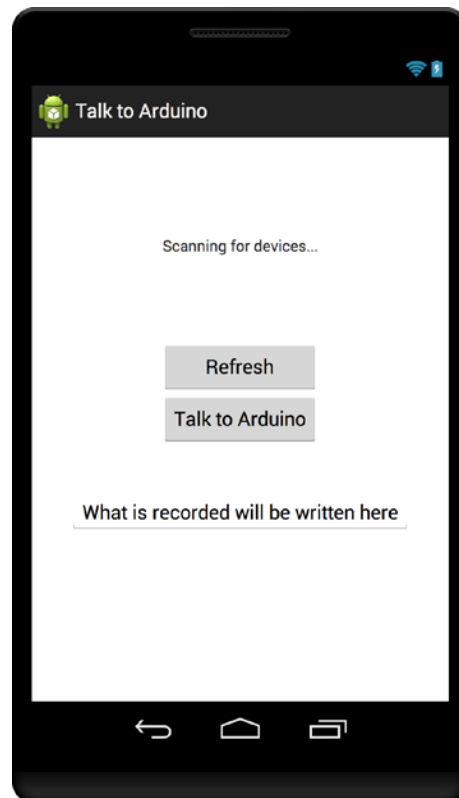 Talk to Arduino
Scanning for devices...
Refresh
Talk to Arduino
What is recorded will be written here